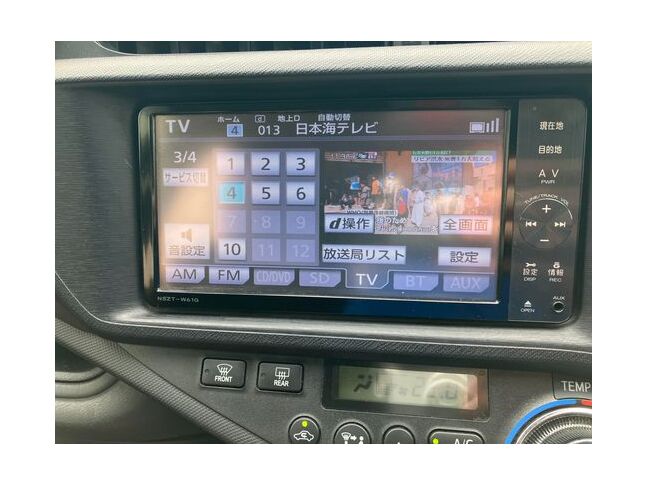 TV ホーム 4 d 地上D 013 自動切替 日本海テレビ
3/4
サービス切替
1 2 3
4 5 6
7 8 9
10 11 12
音設定
d操作 全画面
放送局リスト 設定
AM FM CD/DVD SD TV BT AUX
NSZT-W61G
現在地
目的地
AV
PWR
TUNE/TRACK VOL
+
−
設定 情報
DISP REC
OPEN AUX
FRONT REAR
TEMP
A/C